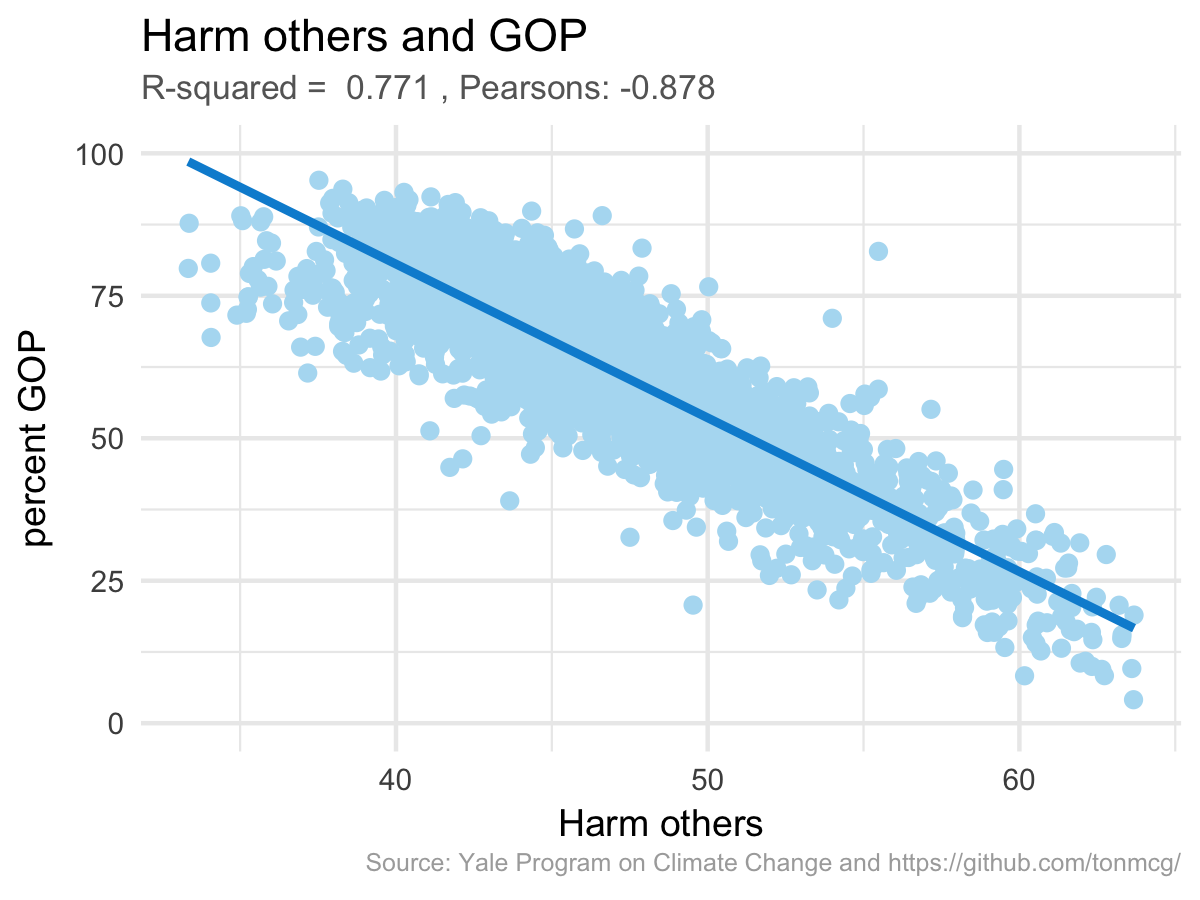 Harm others and GOP
R-squared =  0.771 , Pearsons: -0.878
percent GOP
100
75
50
25
0
40 50 60
Harm others
Source: Yale Program on Climate Change and https://github.com/tonmcg/